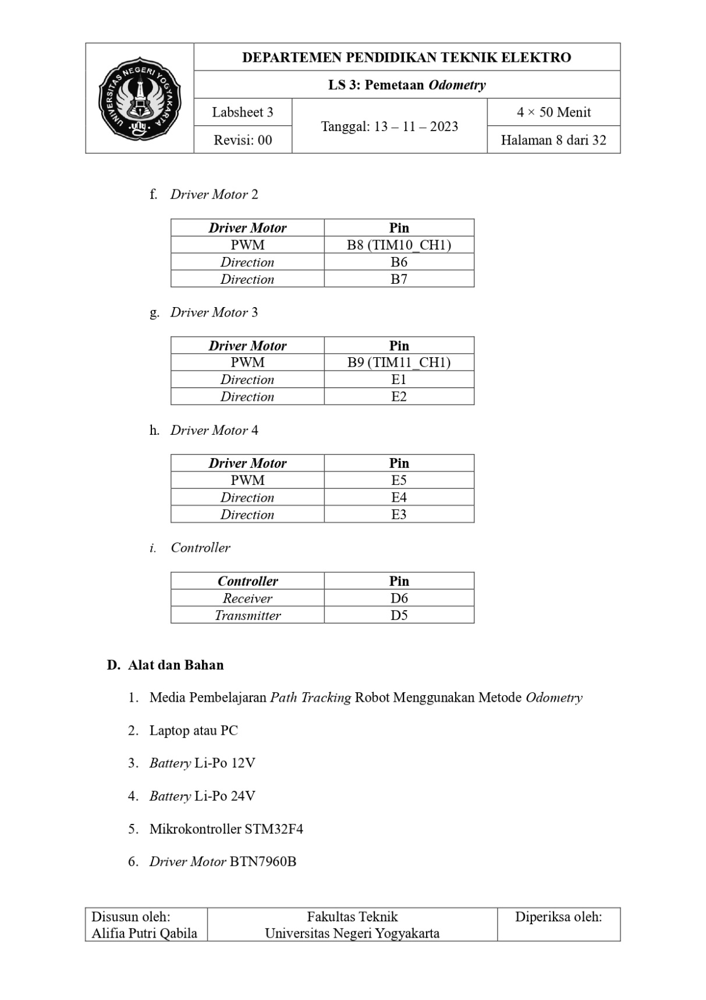 UNIVERSITAS NEGERI YOGYAKARTA
uny
DEPARTEMEN PENDIDIKAN TEKNIK ELEKTRO
LS 3: Pemetaan Odometry
Labsheet 3
Tanggal: 13 – 11 – 2023
4 × 50 Menit
Revisi: 00
Halaman 8 dari 32
f. Driver Motor 2
Driver Motor Pin
PWM B8 (TIM10_CH1)
Direction B6
Direction B7
g. Driver Motor 3
Driver Motor Pin
PWM B9 (TIM11_CH1)
Direction E1
Direction E2
h. Driver Motor 4
Driver Motor Pin
PWM E5
Direction E4
Direction E3
i. Controller
Controller Pin
Receiver D6
Transmitter D5
D. Alat dan Bahan
1. Media Pembelajaran Path Tracking Robot Menggunakan Metode Odometry
2. Laptop atau PC
3. Battery Li-Po 12V
4. Battery Li-Po 24V
5. Mikrokontroller STM32F4
6. Driver Motor BTN7960B
Disusun oleh:
Alifia Putri Qabila
Fakultas Teknik
Universitas Negeri Yogyakarta
Diperiksa oleh: